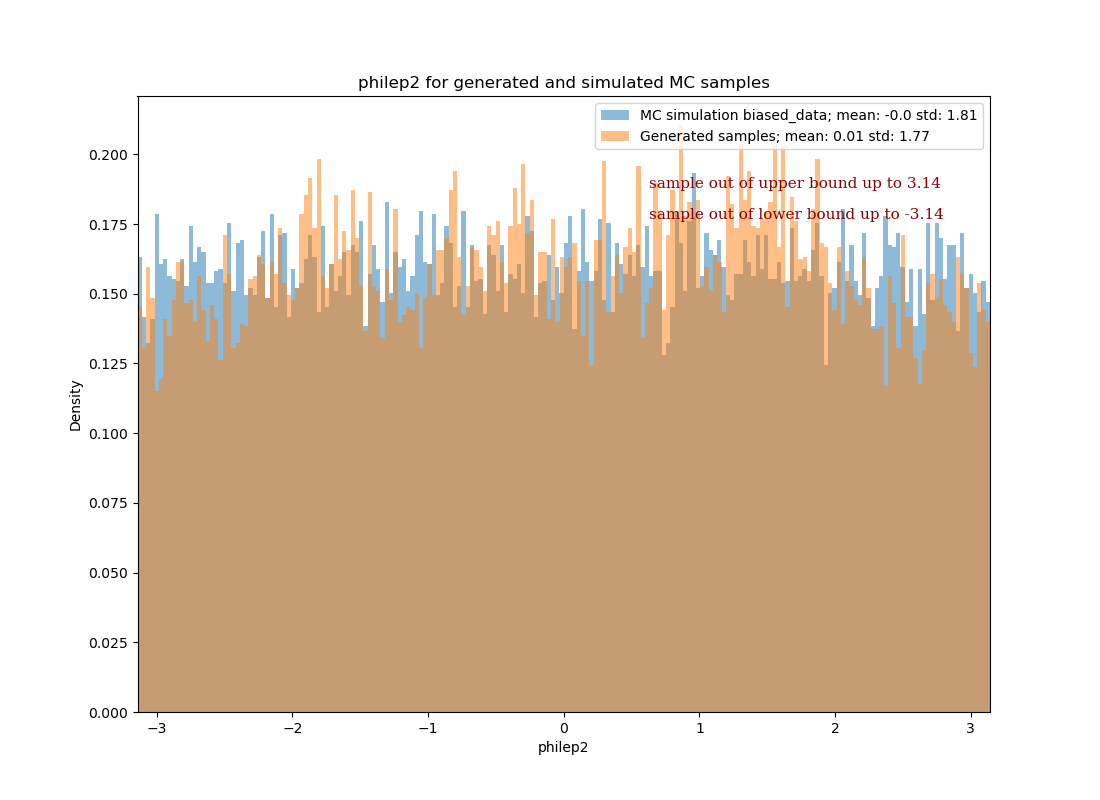 philep2 for generated and simulated MC samples
MC simulation biased_data; mean: -0.0 std: 1.81
Generated samples; mean: 0.01 std: 1.77
sample out of upper bound up to 3.14
sample out of lower bound up to -3.14
0.200
0.175
0.150
0.125
0.100
0.075
0.050
0.025
0.000
Density
−3
−2
−1
0
1
2
3
philep2